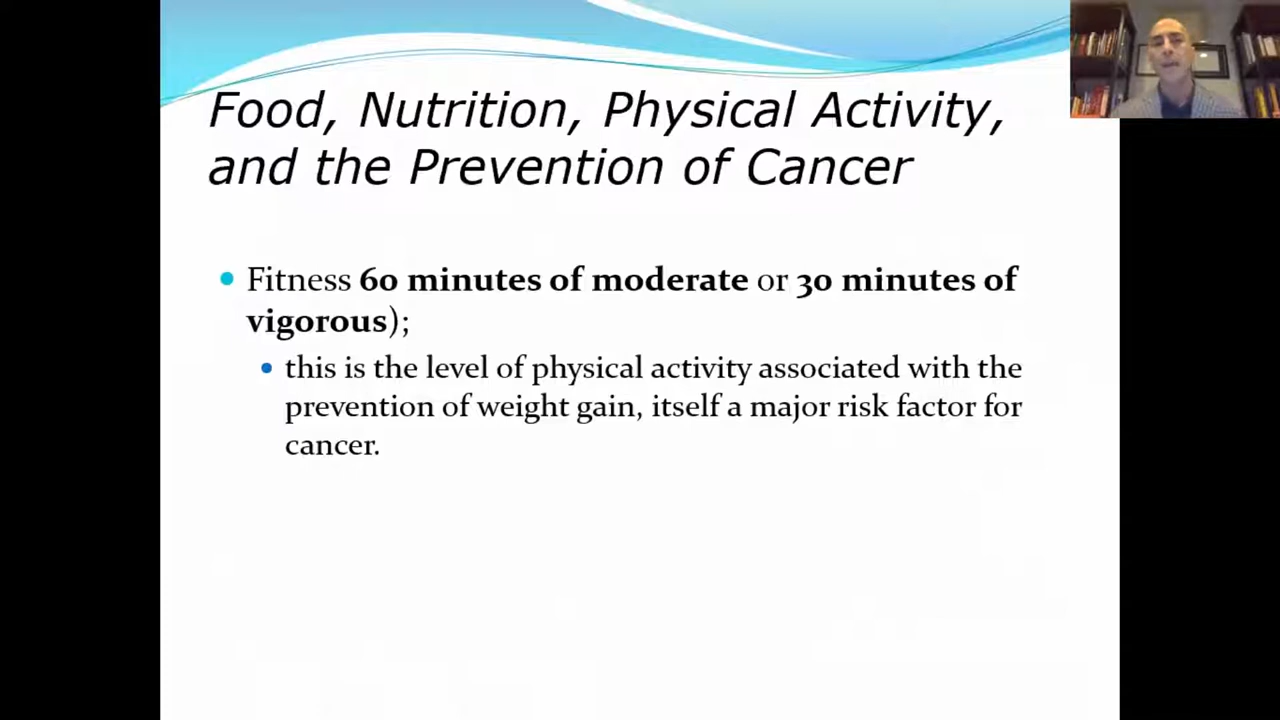 Food, Nutrition, Physical Activity,
and the Prevention of Cancer
Fitness 60 minutes of moderate or 30 minutes of
vigorous);
this is the level of physical activity associated with the
prevention of weight gain, itself a major risk factor for
cancer.